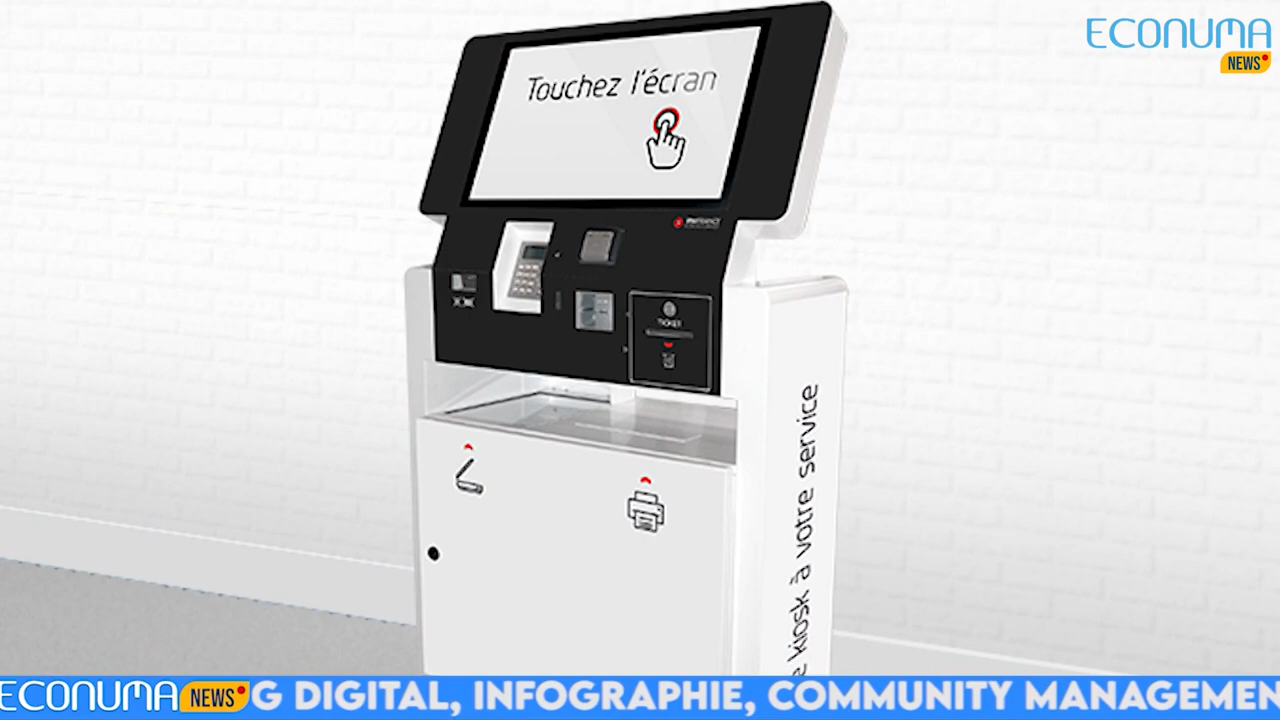 ECONUMA
NEWS
Touchez l'écran
TICKET
e kiosk à votre service
ECONUMA NEWS G DIGITAL, INFOGRAPHIE, COMMUNITY MANAGEMEN